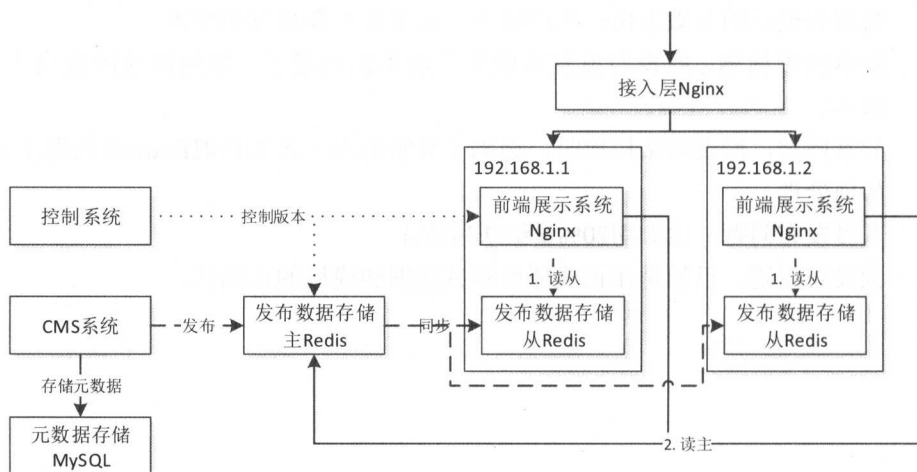 接入层Nginx
192.168.1.1
192.168.1.2
控制系统
控制版本
前端展示系统
Nginx
前端展示系统
Nginx
1. 读从
1. 读从
CMS系统
发布
发布数据存储
主Redis
同步
发布数据存储
从Redis
发布数据存储
从Redis
存储元数据
元数据存储
MySQL
2. 读主